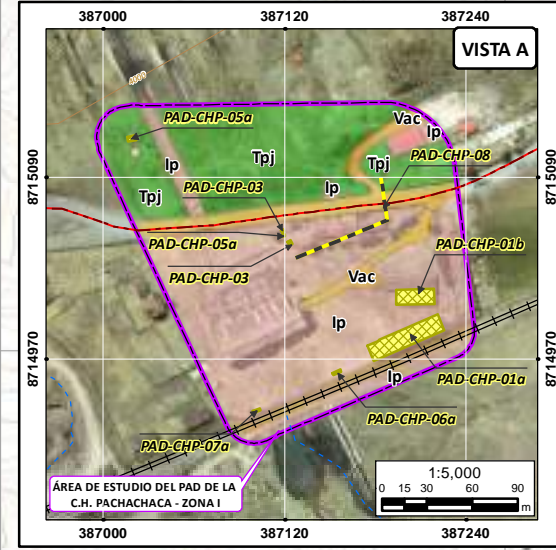 387000 387120 387240
VISTA A
4000
PAD-CHP-05a
Vac
Ip
Ip
Tpj
Tpj
PAD-CHP-08
8715090
8715090
PAD-CHP-03
Ip
Tpj
PAD-CHP-05a
PAD-CHP-03
PAD-CHP-01b
Vac
Ip
8714970
8714970
Ip
PAD-CHP-01a
PAD-CHP-06a
PAD-CHP-07a
ÁREA DE ESTUDIO DEL PAD DE LA
C.H. PACHACHACA - ZONA I
1:5,000
0 15 30 60 90
m
387000 387120 387240